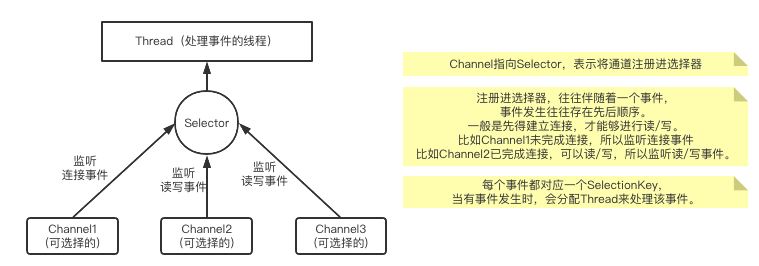 Thread（处理事件的线程）
Selector
监听
连接事件
监听
读写事件
监听
读写事件
Channel1
(可选择的)
Channel2
(可选择的)
Channel3
(可选择的)
Channel指向Selector，表示将通道注册进选择器
注册进选择器，往往伴随着一个事件，
事件发生往往存在先后顺序。
一般是先得建立连接，才能够进行读/写。
比如Channel1未完成连接，所以监听连接事件
比如Channel2已完成连接，可以读/写，所以监听读/写事件。
每个事件都对应一个SelectionKey，
当有事件发生时，会分配Thread来处理该事件。